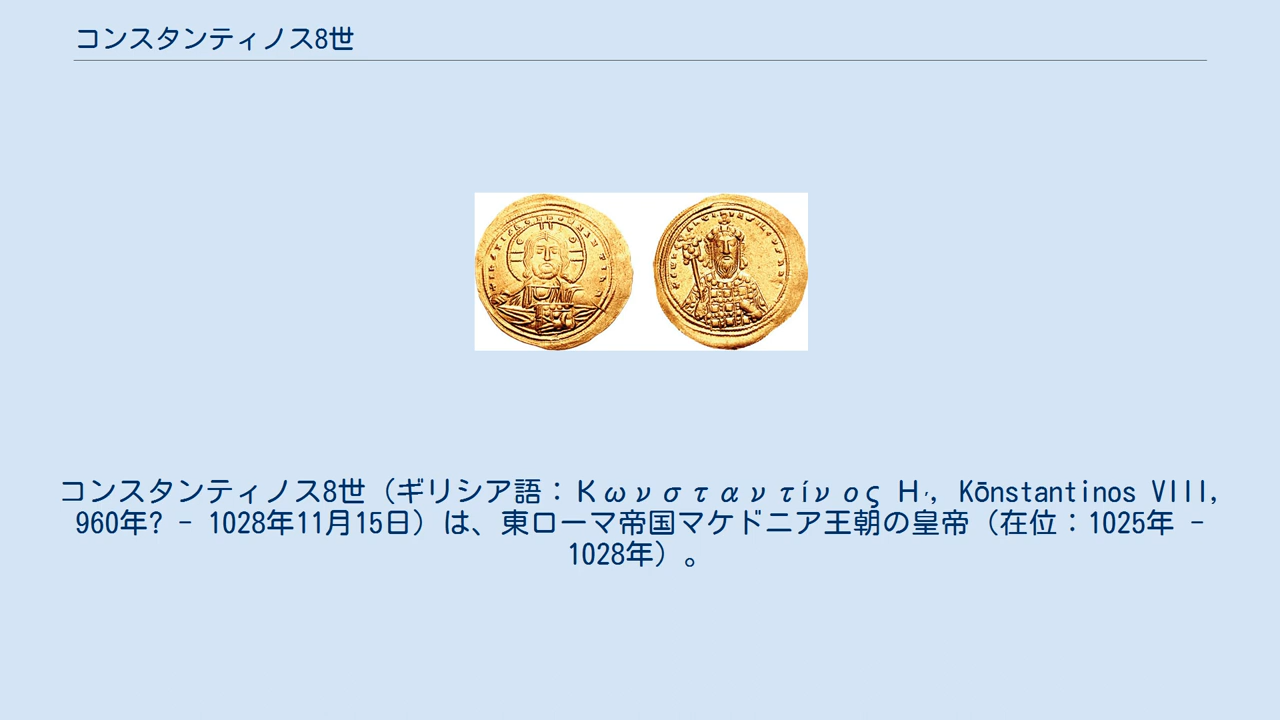 コンスタンティノス8世
コンスタンティノス8世（ギリシア語：Κωνσταντίνος Η΄, Kōnstantinos VIII,
960年? - 1028年11月15日）は、東ローマ帝国マケドニア王朝の皇帝（在位：1025年 -
1028年）。